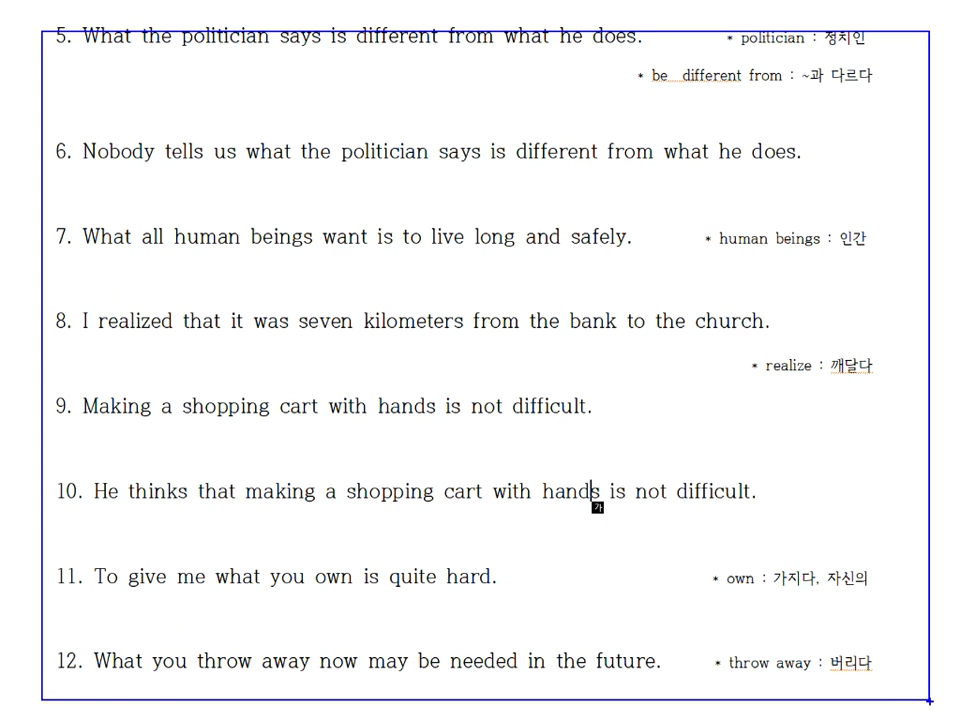 5. What the politician says is different from what he does. * politician : 정치인
* be different from : ~과 다르다
6. Nobody tells us what the politician says is different from what he does.
7. What all human beings want is to live long and safely. * human beings : 인간
8. I realized that it was seven kilometers from the bank to the church.
* realize : 깨달다
9. Making a shopping cart with hands is not difficult.
10. He thinks that making a shopping cart with hands is not difficult.
가
11. To give me what you own is quite hard. * own : 가지다, 자신의
12. What you throw away now may be needed in the future. * throw away : 버리다